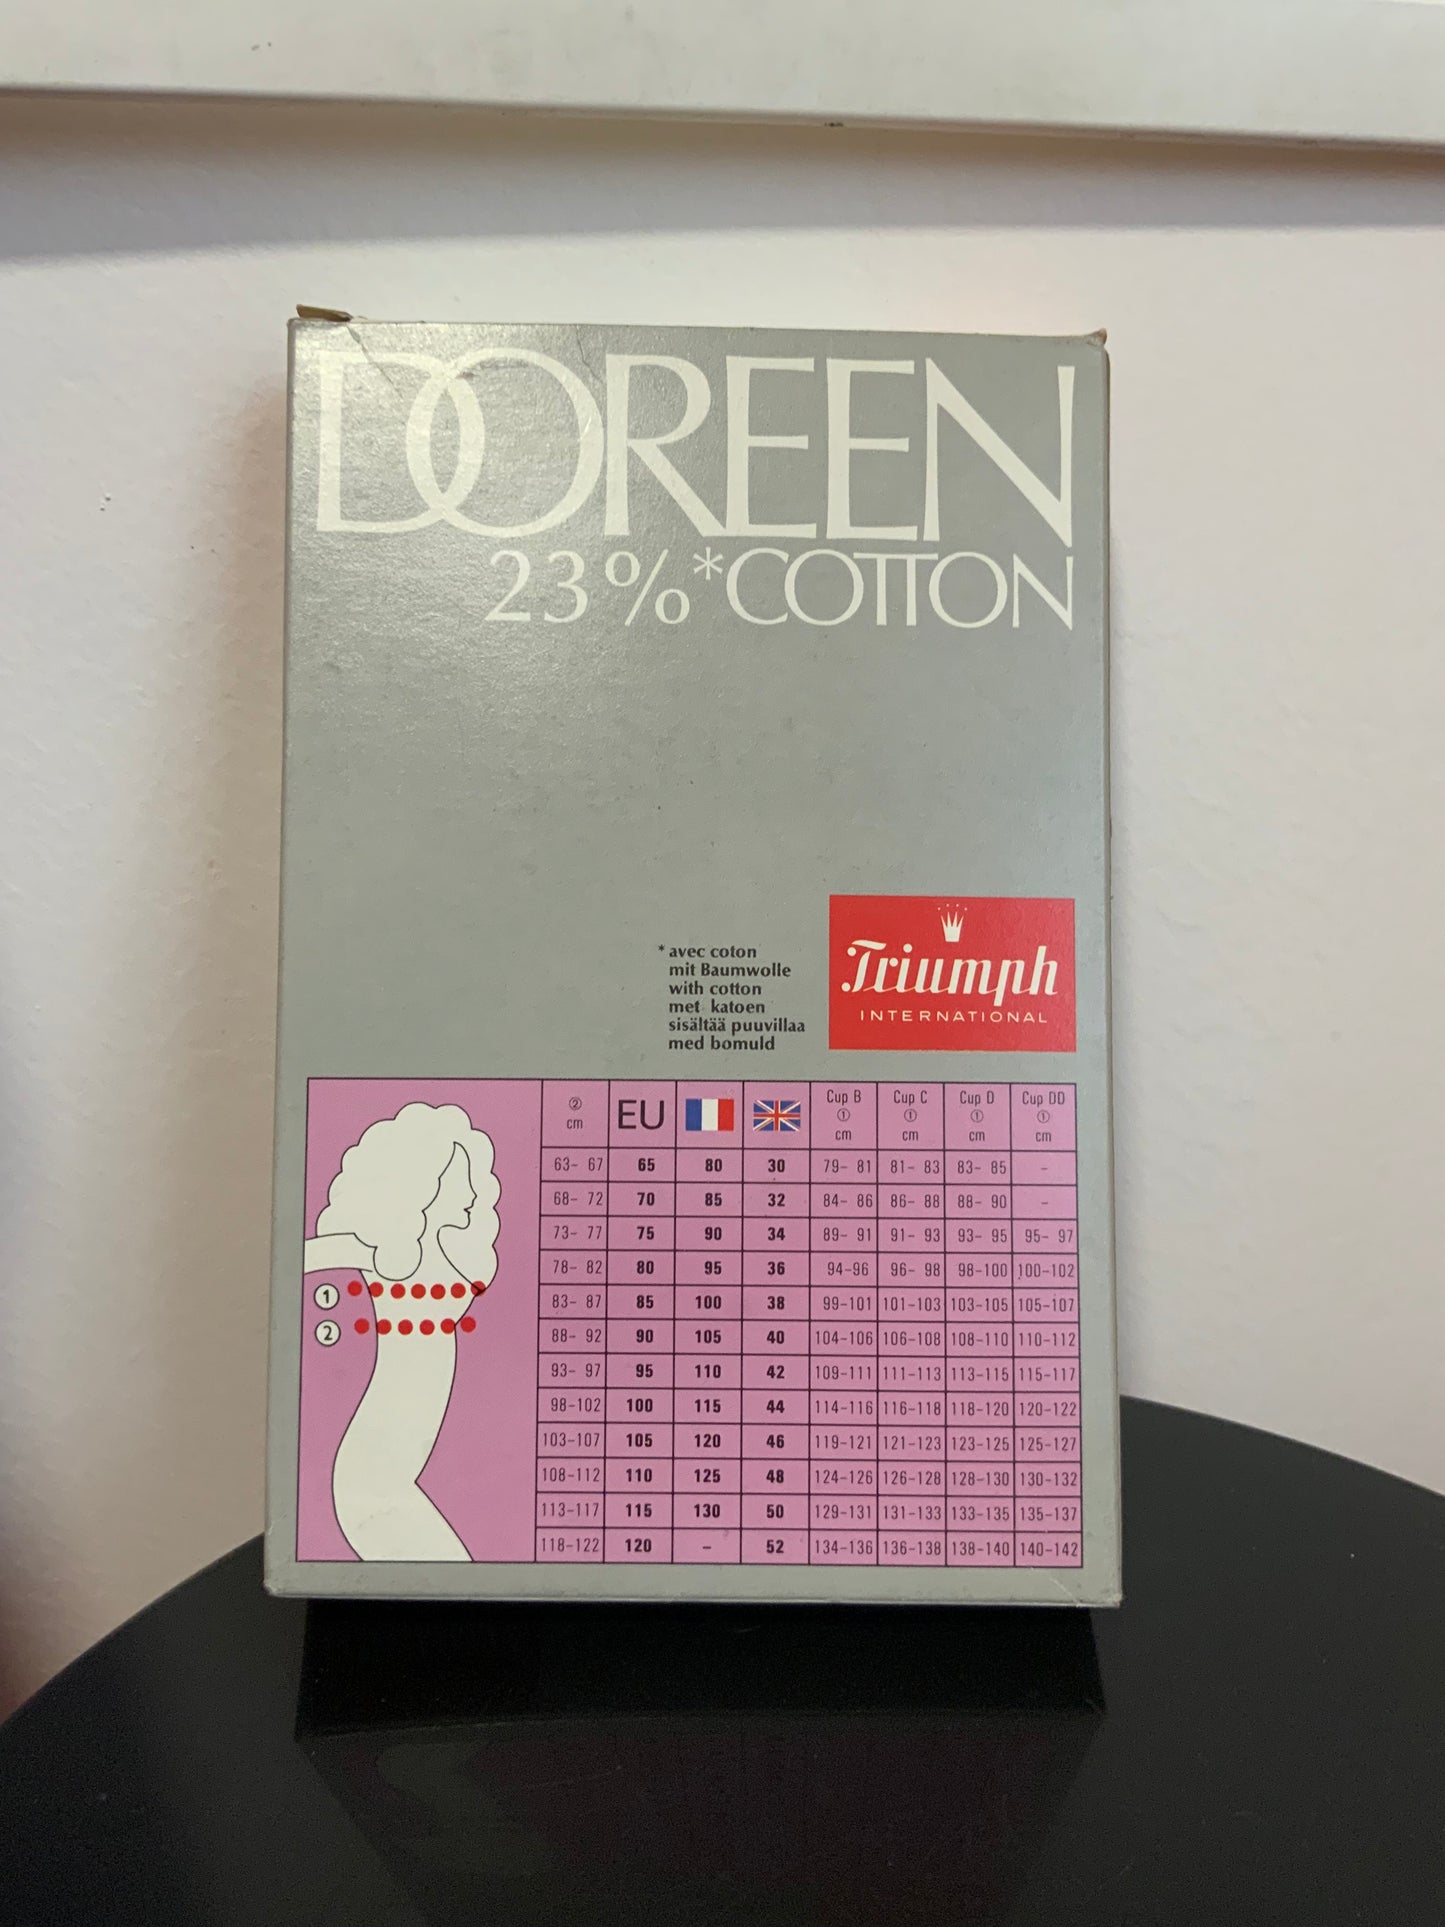 DOREEN
23%*COTTON
* avec coton
mit Baumwolle
with cotton
met katoen
sisältää puuvillaa
med bomuld
Triumph
INTERNATIONAL
1
2
② cm EU Cup B ① cm Cup C ① cm Cup D ① cm Cup DD ① cm
63- 67 65 80 30 79- 81 81- 83 83- 85 -
68- 72 70 85 32 84- 86 86- 88 88- 90 -
73- 77 75 90 34 89- 91 91- 93 93- 95 95- 97
78- 82 80 95 36 94-96 96- 98 98-100 100-102
83- 87 85 100 38 99-101 101-103 103-105 105-107
88- 92 90 105 40 104-106 106-108 108-110 110-112
93- 97 95 110 42 109-111 111-113 113-115 115-117
98-102 100 115 44 114-116 116-118 118-120 120-122
103-107 105 120 46 119-121 121-123 123-125 125-127
108-112 110 125 48 124-126 126-128 128-130 130-132
113-117 115 130 50 129-131 131-133 133-135 135-137
118-122 120 - 52 134-136 136-138 138-140 140-142